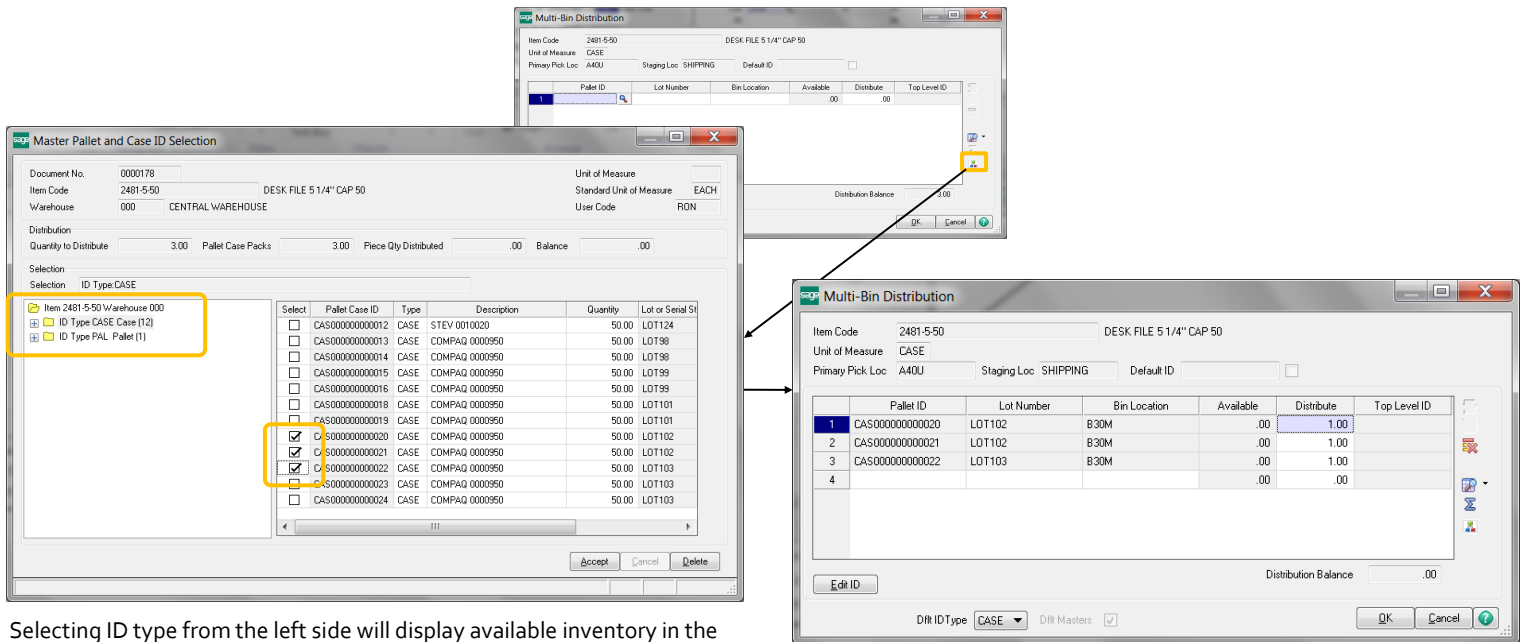 sage Multi-Bin Distribution
Item Code 2481-5-50 DESK FILE 5 1/4" CAP 50
Unit of Measure CASE
Primary Pick Loc A40U Staging Loc SHIPPING Default ID
Pallet ID Lot Number Bin Location Available Distribute Top Level ID
1 .00 .00
Distribution Balance 3.00
OK Cancel
sage Master Pallet and Case ID Selection
Document No. 0000178 Unit of Measure
Item Code 2481-5-50 DESK FILE 5 1/4" CAP 50 Standard Unit of Measure EACH
Warehouse 000 CENTRAL WAREHOUSE User Code RON
Distribution
Quantity to Distribute 3.00 Pallet Case Packs 3.00 Piece Qty Distributed .00 Balance .00
Selection
Selection ID Type:CASE
Item 2481-5-50 Warehouse 000
ID Type CASE Case (12)
ID Type PAL Pallet (1)
Select Pallet Case ID Type Description Quantity Lot or Serial St
CAS000000000012 CASE STEV 0010020 50.00 LOT124
CAS000000000013 CASE COMPAQ 0000950 50.00 LOT98
CAS000000000014 CASE COMPAQ 0000950 50.00 LOT98
CAS000000000015 CASE COMPAQ 0000950 50.00 LOT99
CAS000000000016 CASE COMPAQ 0000950 50.00 LOT99
CAS000000000018 CASE COMPAQ 0000950 50.00 LOT101
CAS000000000019 CASE COMPAQ 0000950 50.00 LOT101
CAS000000000020 CASE COMPAQ 0000950 50.00 LOT102
CAS000000000021 CASE COMPAQ 0000950 50.00 LOT102
CAS000000000022 CASE COMPAQ 0000950 50.00 LOT103
CAS000000000023 CASE COMPAQ 0000950 50.00 LOT103
CAS000000000024 CASE COMPAQ 0000950 50.00 LOT103
Accept Cancel Delete
sage Multi-Bin Distribution
Item Code 2481-5-50 DESK FILE 5 1/4" CAP 50
Unit of Measure CASE
Primary Pick Loc A40U Staging Loc SHIPPING Default ID
Pallet ID Lot Number Bin Location Available Distribute Top Level ID
1 CAS000000000020 LOT102 B30M .00 1.00
2 CAS000000000021 LOT102 B30M .00 1.00
3 CAS000000000022 LOT103 B30M .00 1.00
4 .00 .00
Distribution Balance .00
Edit ID
Dflt ID Type CASE Dflt Masters
OK Cancel
Selecting ID type from the left side will display available inventory in the